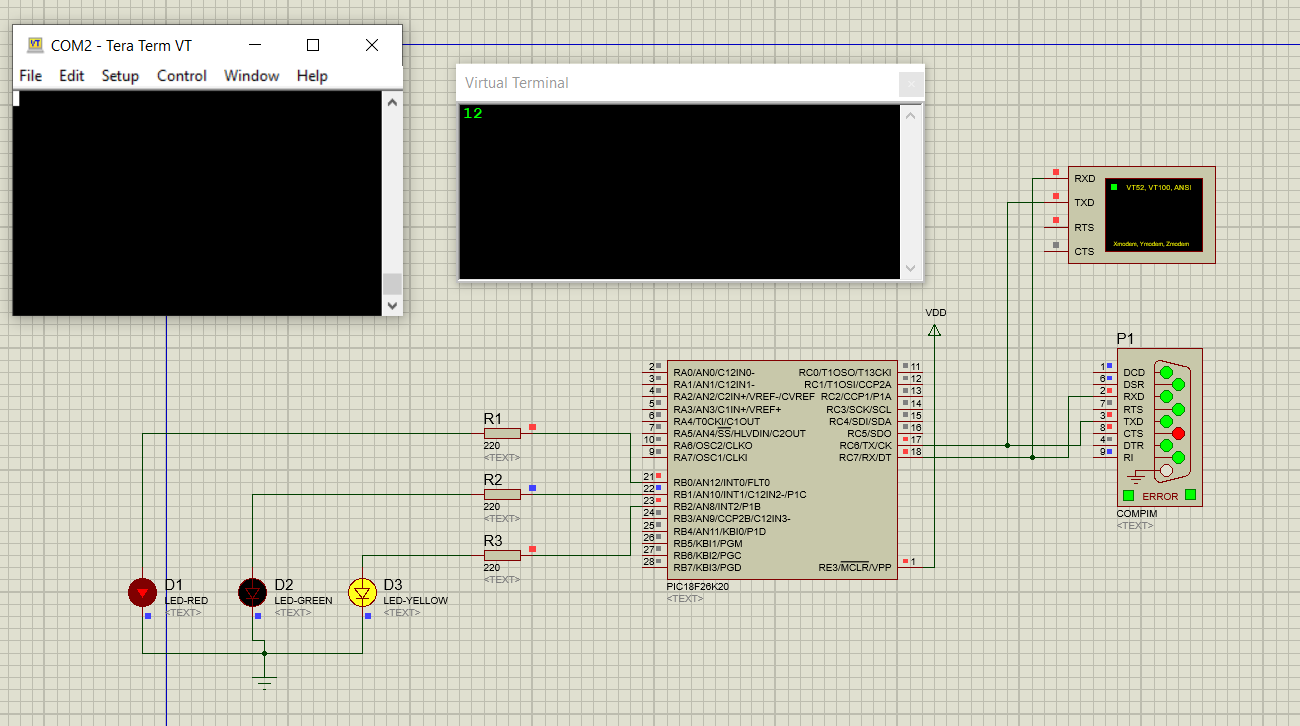 COM2 - Tera Term VT
File Edit Setup Control Window Help
Virtual Terminal
12
RXD
TXD
RTS
CTS
VT52, VT100, ANSI
Xmodem, Ymodem, Zmodem
VDD
P1
1 DCD
6 DSR
2 RXD
7 RTS
3 TXD
8 CTS
4 DTR
9 RI
ERROR
COMPIM
<TEXT>
2 RA0/AN0/C12IN0- RC0/T1OSO/T13CKI 11
3 RA1/AN1/C12IN1- RC1/T1OSI/CCP2A 12
4 RA2/AN2/C2IN+/VREF-/CVREF RC2/CCP1/P1A 13
5 RA3/AN3/C1IN+/VREF+ RC3/SCK/SCL 14
6 RA4/T0CKI/C1OUT RC4/SDI/SDA 15
7 RA5/AN4/SS/HLVDIN/C2OUT RC5/SDO 16
10 RA6/OSC2/CLKO RC6/TX/CK 17
9 RA7/OSC1/CLKI RC7/RX/DT 18
21 RB0/AN12/INT0/FLT0
22 RB1/AN10/INT1/C12IN2-/P1C
23 RB2/AN8/INT2/P1B
24 RB3/AN9/CCP2B/C12IN3-
25 RB4/AN11/KBI0/P1D
26 RB5/KBI1/PGM
27 RB6/KBI2/PGC
28 RB7/KBI3/PGD RE3/MCLR/VPP 1
PIC18F26K20
<TEXT>
R1
220
<TEXT>
R2
220
<TEXT>
R3
220
<TEXT>
D1
LED-RED
<TEXT>
D2
LED-GREEN
<TEXT>
D3
LED-YELLOW
<TEXT>